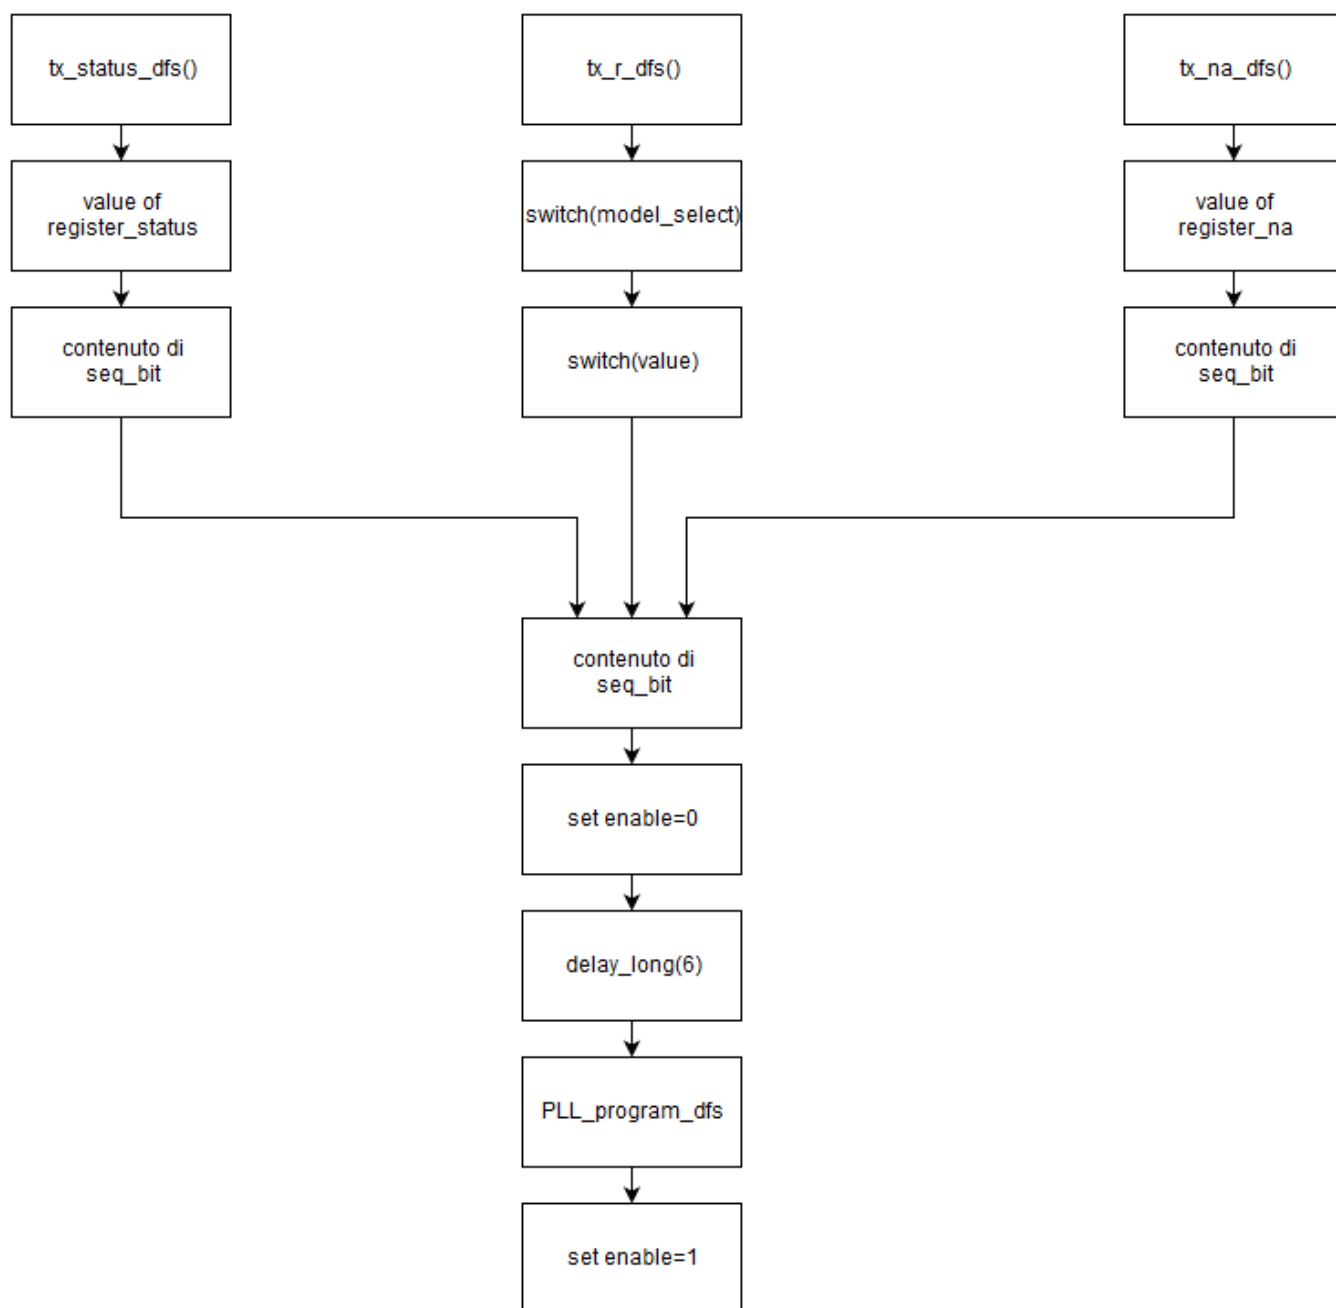 tx_status_dfs()
tx_r_dfs()
tx_na_dfs()
value of
register_status
switch(model_select)
value of
register_na
contenuto di
seq_bit
switch(value)
contenuto di
seq_bit
contenuto di
seq_bit
set enable=0
delay_long(6)
PLL_program_dfs
set enable=1